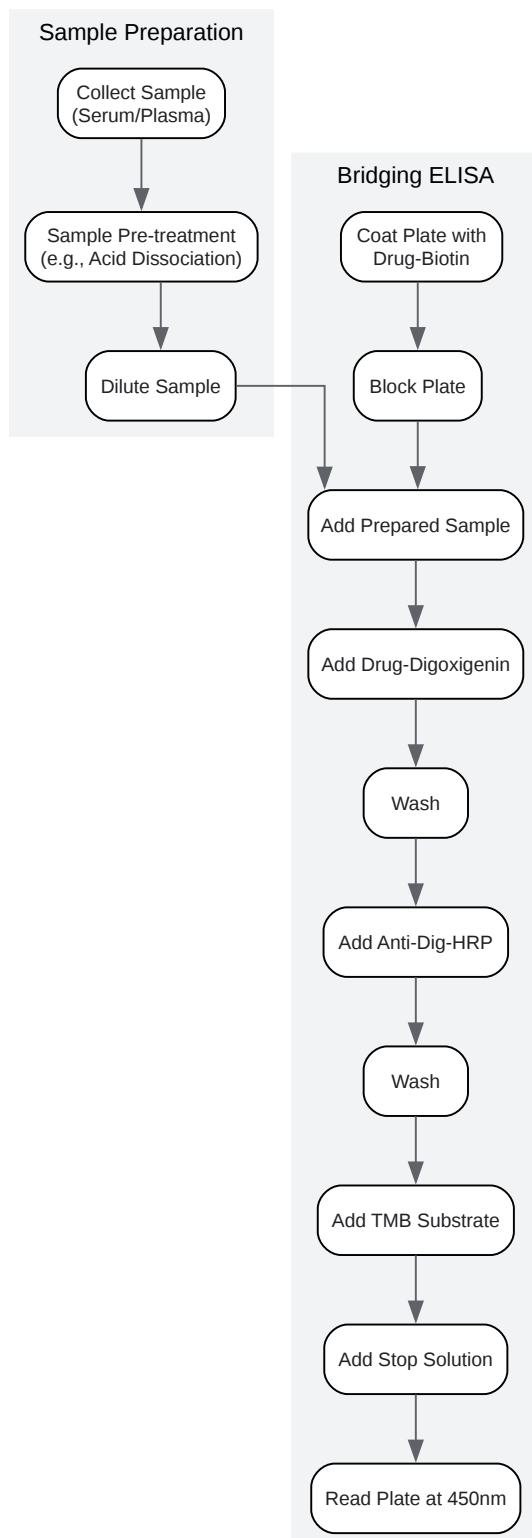 Sample Preparation
Collect Sample
(Serum/Plasma)
Sample Pre-treatment
(e.g., Acid Dissociation)
Dilute Sample
Bridging ELISA
Coat Plate with
Drug-Biotin
Block Plate
Add Prepared Sample
Add Drug-Digoxigenin
Wash
Add Anti-Dig-HRP
Wash
Add TMB Substrate
Add Stop Solution
Read Plate at 450nm